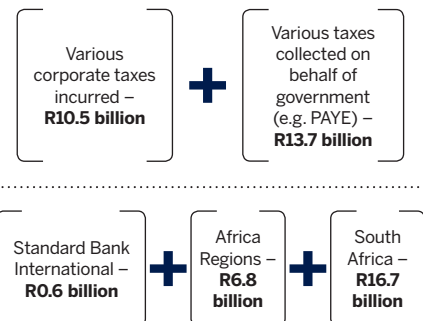 Various
corporate taxes
incurred –
R10.5 billion
+
Various taxes
collected on
behalf of
government
(e.g. PAYE) –
R13.7 billion
Standard Bank
International –
R0.6 billion
+
Africa
Regions –
R6.8
billion
+
South
Africa –
R16.7
billion